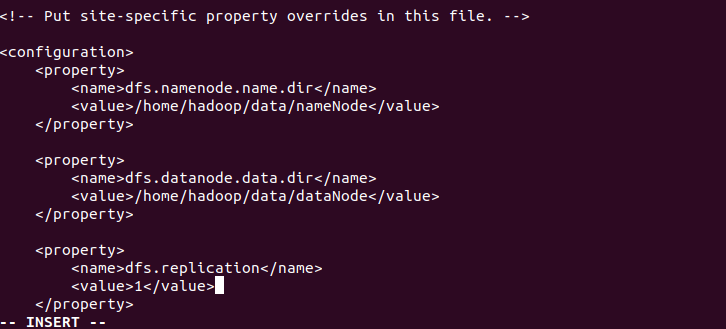 <!-- Put site-specific property overrides in this file. -->
<configuration>
    <property>
        <name>dfs.namenode.name.dir</name>
        <value>/home/hadoop/data/nameNode</value>
    </property>
    <property>
        <name>dfs.datanode.data.dir</name>
        <value>/home/hadoop/data/dataNode</value>
    </property>
    <property>
        <name>dfs.replication</name>
        <value>1</value>
    </property>
-- INSERT --